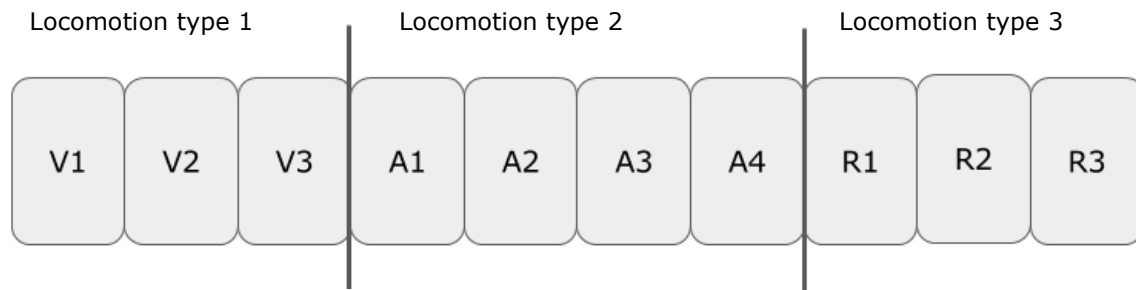 Locomotion type 1 Locomotion type 2 Locomotion type 3
V1 V2 V3 A1 A2 A3 A4 R1 R2 R3